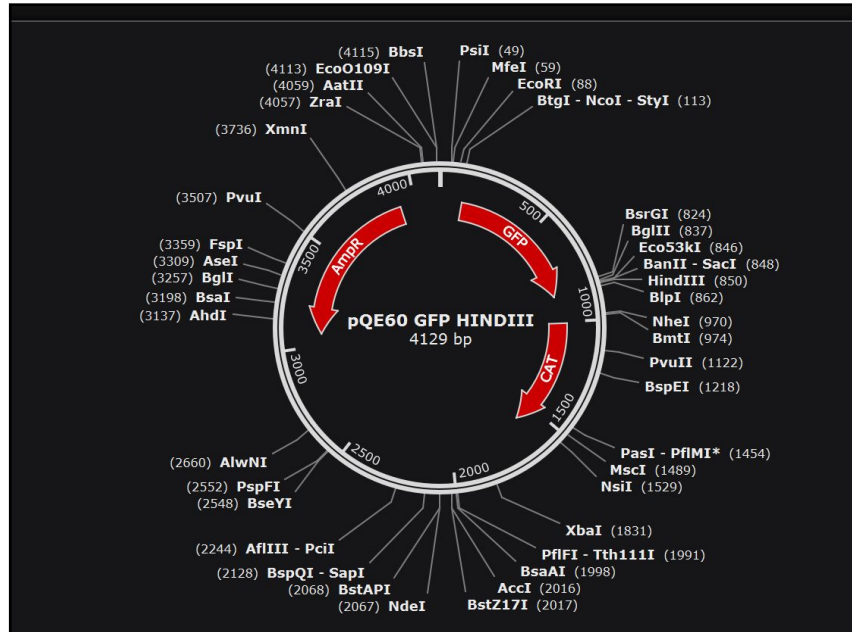 (4115) BbsI
(4113) EcoO109I
(4059) AatII
(4057) ZraI
(3736) XmnI
(3507) PvuI
(3359) FspI
(3309) AseI
(3257) BglI
(3198) BsaI
(3137) AhdI
(2660) AlwNI
(2552) PspFI
(2548) BseYI
(2244) AflIII - PciI
(2128) BspQI - SapI
(2068) BstAPI
(2067) NdeI
PsiI (49)
MfeI (59)
EcoRI (88)
BtgI - NcoI - StyI (113)
BsrGI (824)
BglII (837)
Eco53kI (846)
BanII - SacI (848)
HindIII (850)
BlpI (862)
NheI (970)
BmtI (974)
PvuII (1122)
BspEI (1218)
PasI - PflMI* (1454)
MscI (1489)
NsiI (1529)
XbaI (1831)
PflFI - Tth111I (1991)
BsaAI (1998)
AccI (2016)
BstZ17I (2017)
500
1000
1500
2000
2500
3000
3500
4000
AmpR
GFP
CAT
pQE60 GFP HINDIII
4129 bp